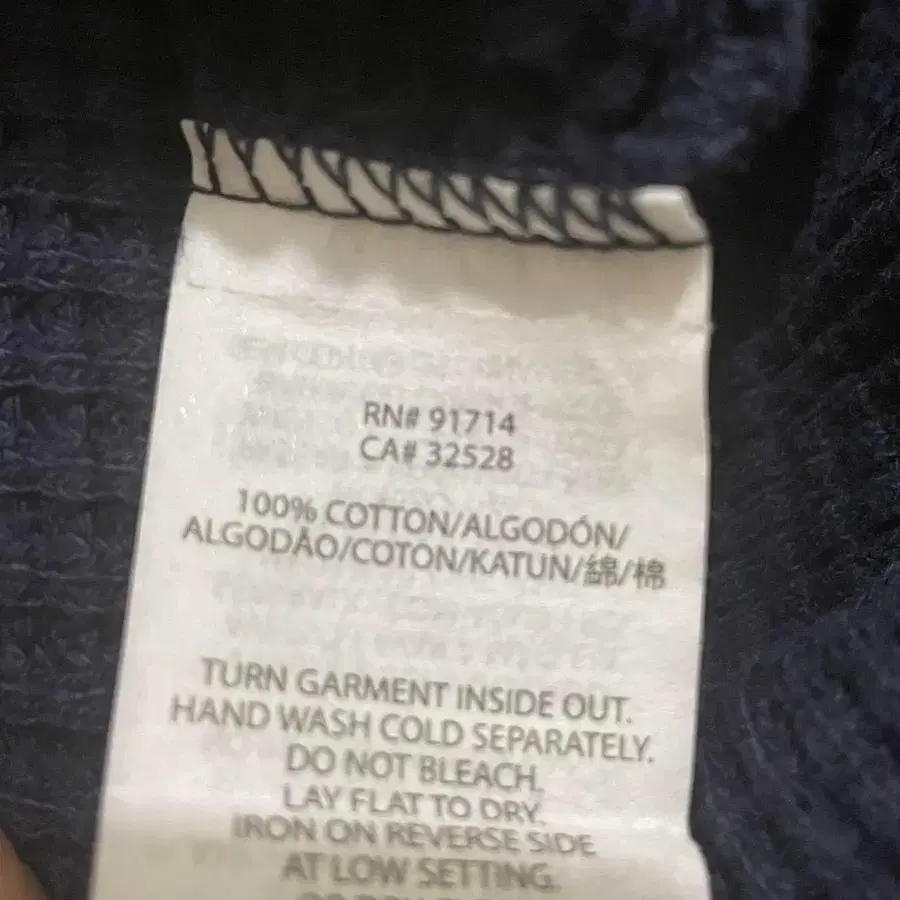 RN# 91714
CA# 32528
100% COTTON/ALGODÓN/
ALGODÃO/COTON/KATUN/綿/棉
TURN GARMENT INSIDE OUT.
HAND WASH COLD SEPARATELY.
DO NOT BLEACH.
LAY FLAT TO DRY.
IRON ON REVERSE SIDE
AT LOW SETTING.